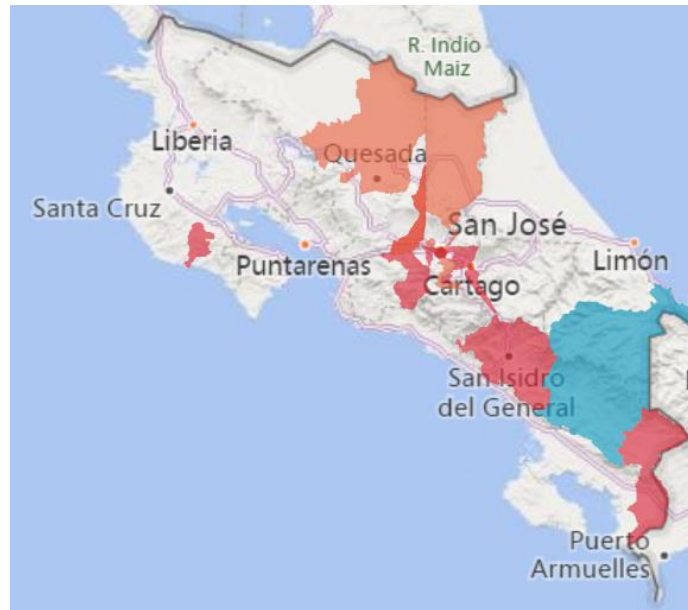 R. Indio
Maiz
Liberia
Quesada
Santa Cruz
San José
Puntarenas
Limón
Cartago
San Isidro
del General
Puerto
Armuelles